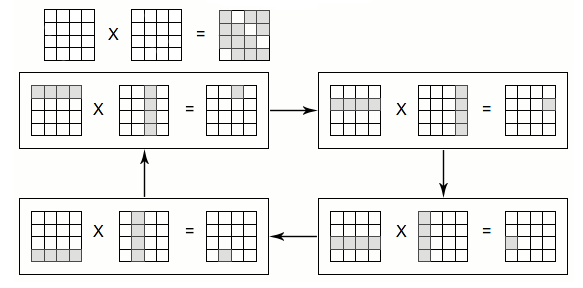 X =
X =
X =
X =
X =